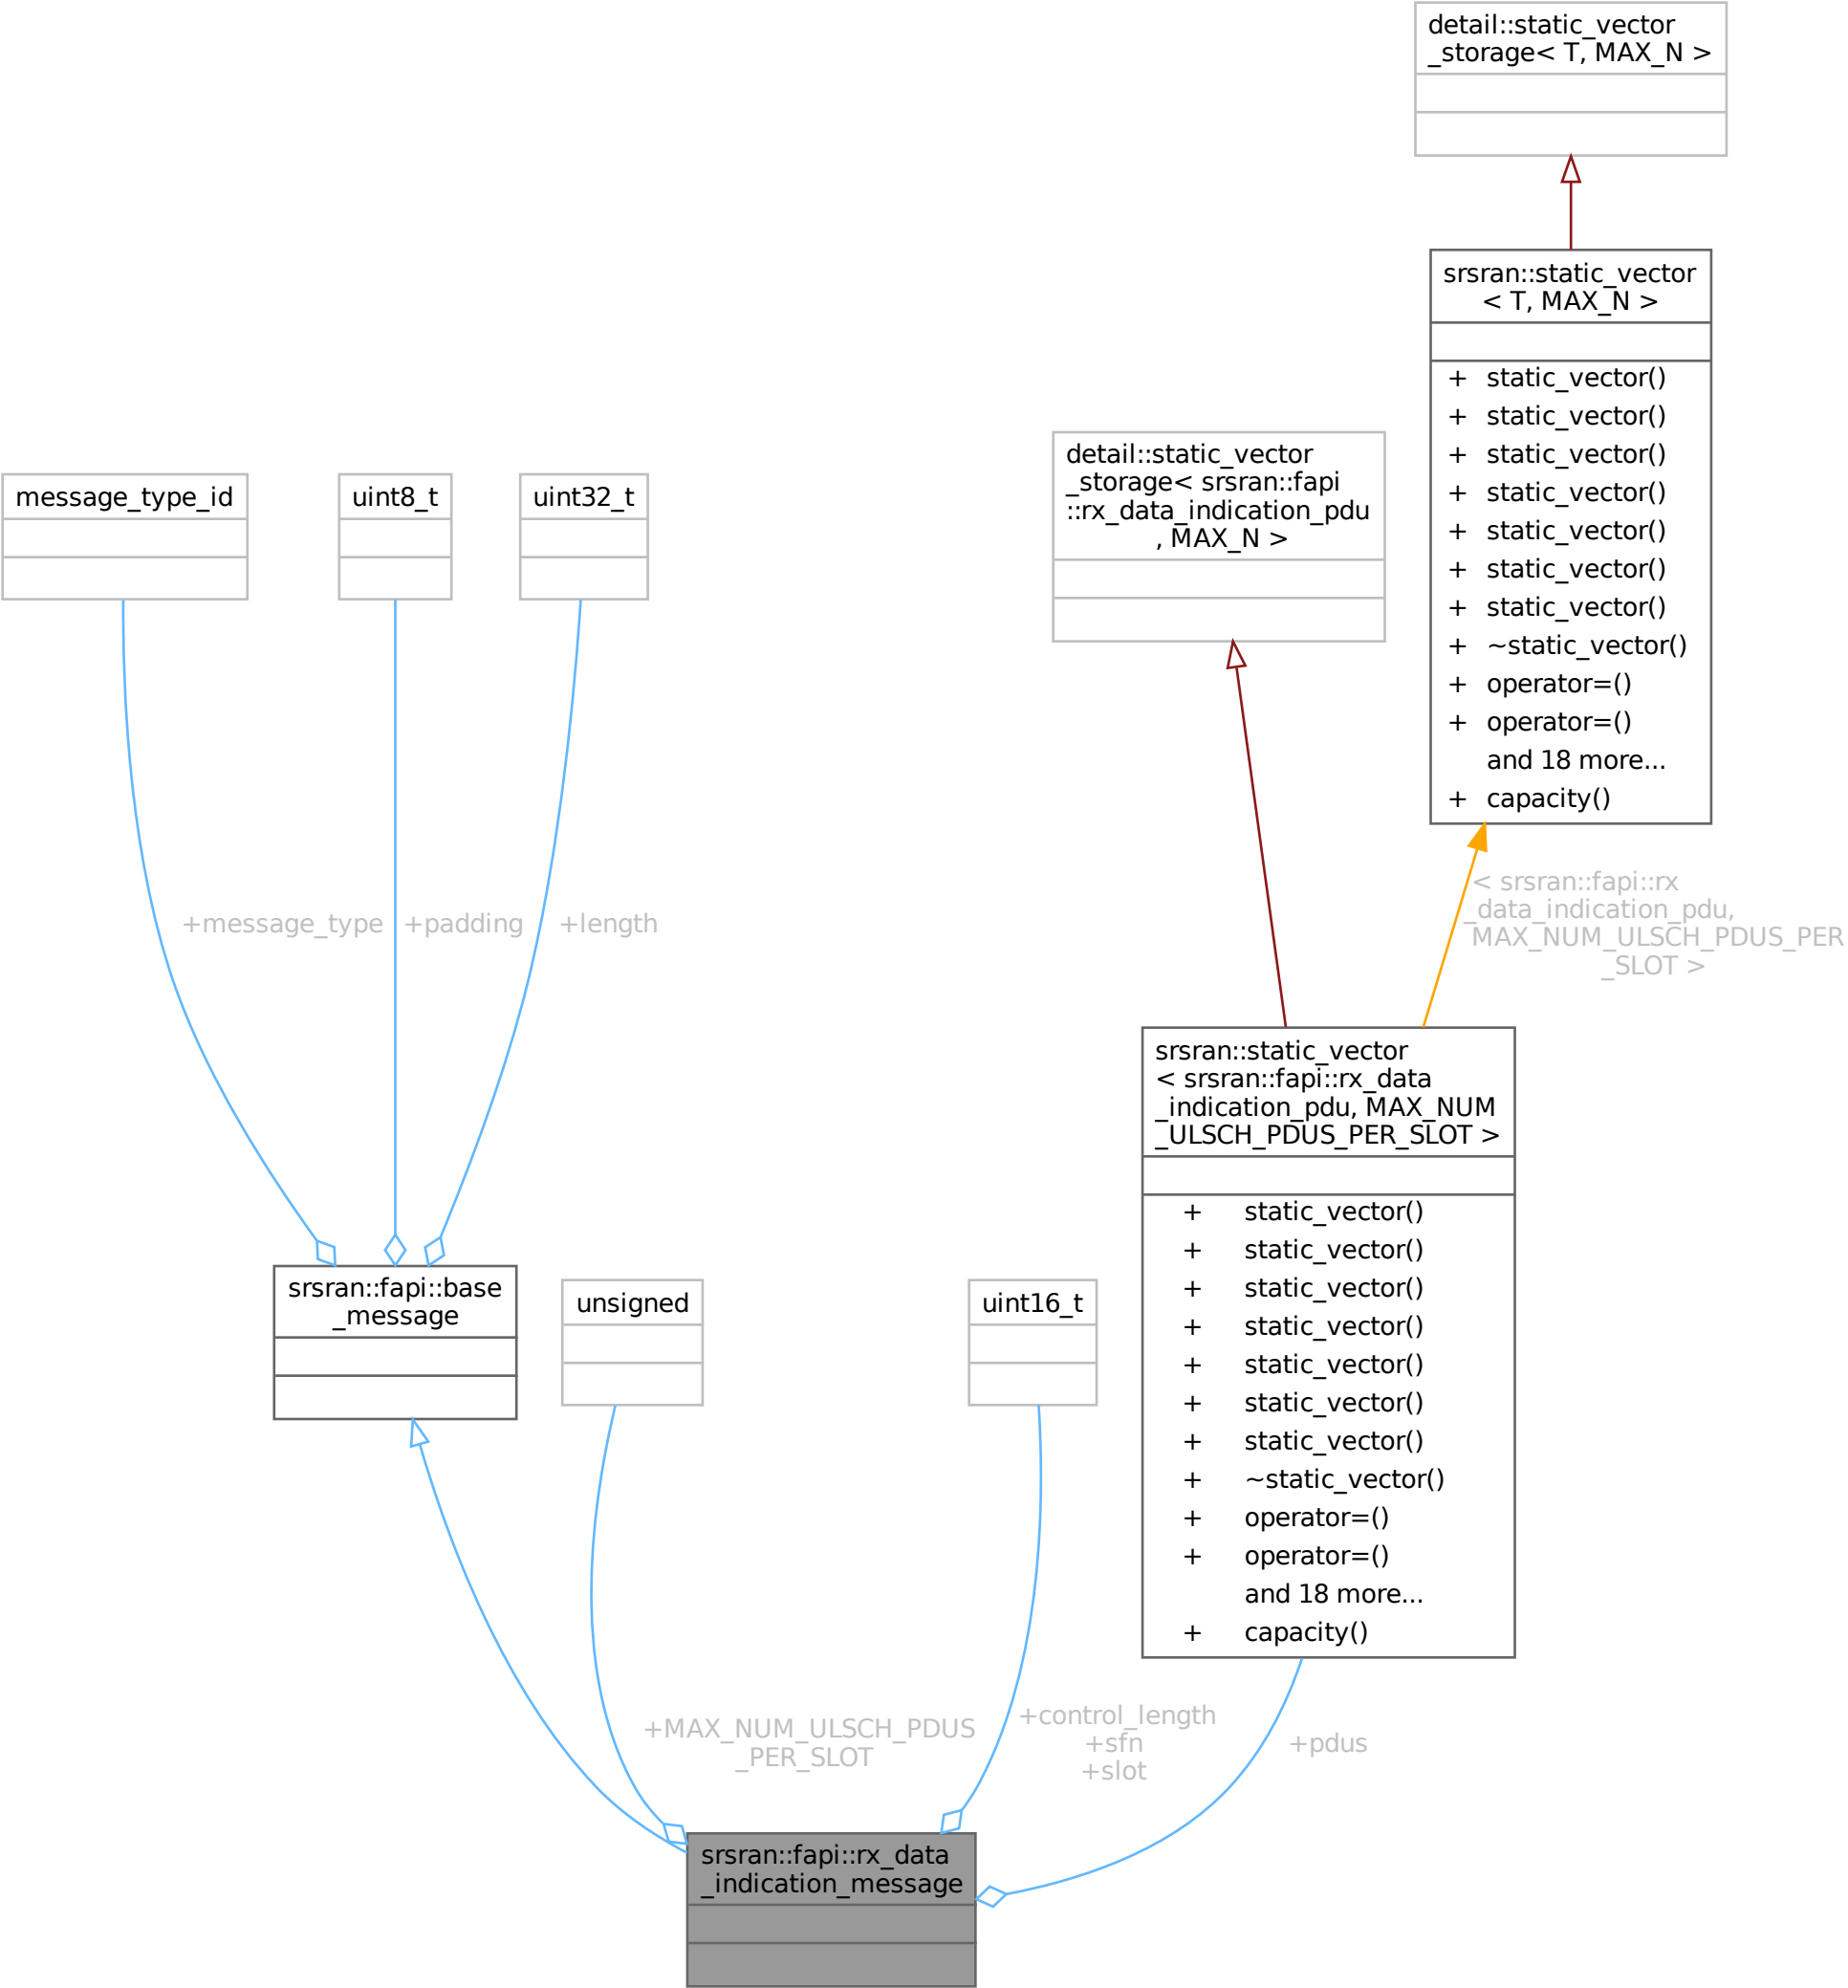 detail::static_vector
_storage< T, MAX_N >
srsran::static_vector
< T, MAX_N >
+ static_vector()
+ static_vector()
+ static_vector()
+ static_vector()
+ static_vector()
+ static_vector()
+ static_vector()
+ ~static_vector()
+ operator=()
+ operator=()
and 18 more...
+ capacity()
detail::static_vector
_storage< srsran::fapi
::rx_data_indication_pdu
, MAX_N >
message_type_id
uint8_t
uint32_t
+message_type
+padding
+length
< srsran::fapi::rx
_data_indication_pdu,
MAX_NUM_ULSCH_PDUS_PER
_SLOT >
srsran::static_vector
< srsran::fapi::rx_data
_indication_pdu, MAX_NUM
_ULSCH_PDUS_PER_SLOT >
+ static_vector()
+ static_vector()
+ static_vector()
+ static_vector()
+ static_vector()
+ static_vector()
+ static_vector()
+ ~static_vector()
+ operator=()
+ operator=()
and 18 more...
+ capacity()
srsran::fapi::base
_message
unsigned
uint16_t
+MAX_NUM_ULSCH_PDUS
_PER_SLOT
+control_length
+sfn
+slot
+pdus
srsran::fapi::rx_data
_indication_message